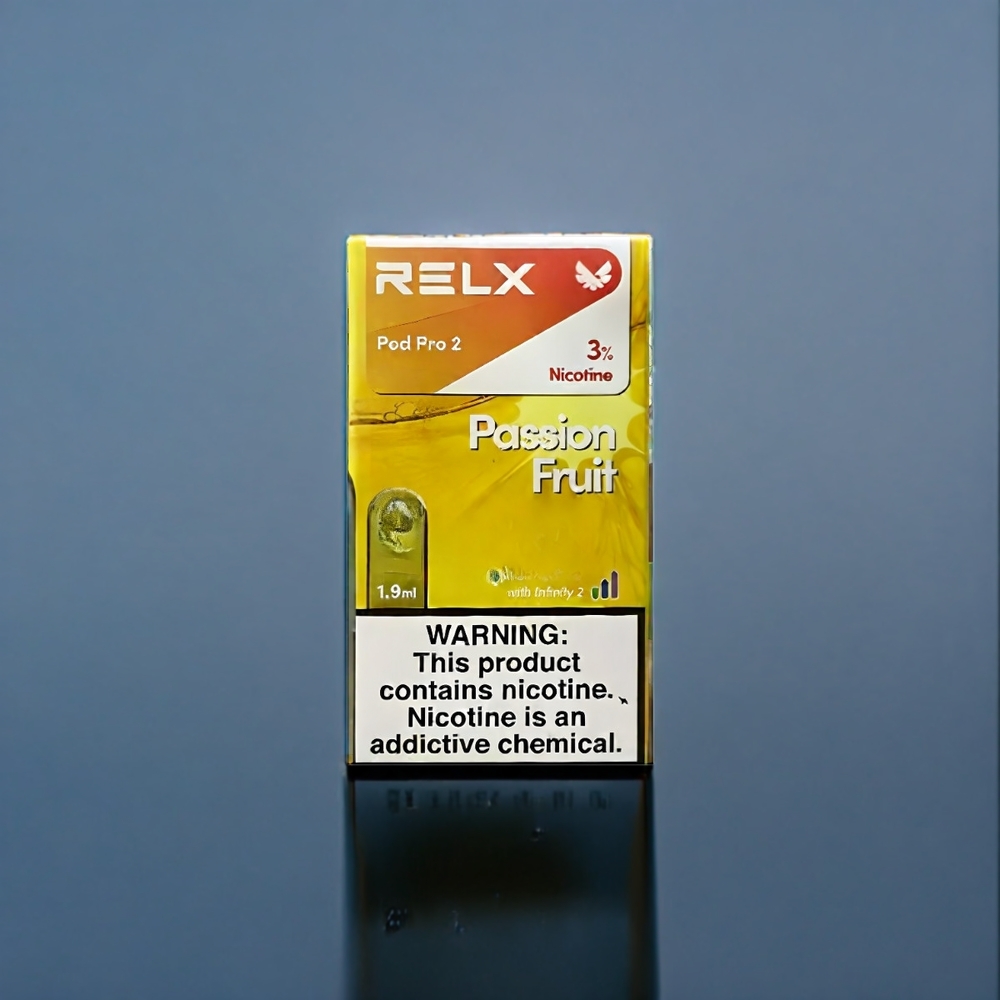 RELX
Pod Pro 2
3%
Nicotine
Passion
Fruit
1.9ml
with Infinity 2
WARNING:
This product
contains nicotine.
Nicotine is an
addictive chemical.